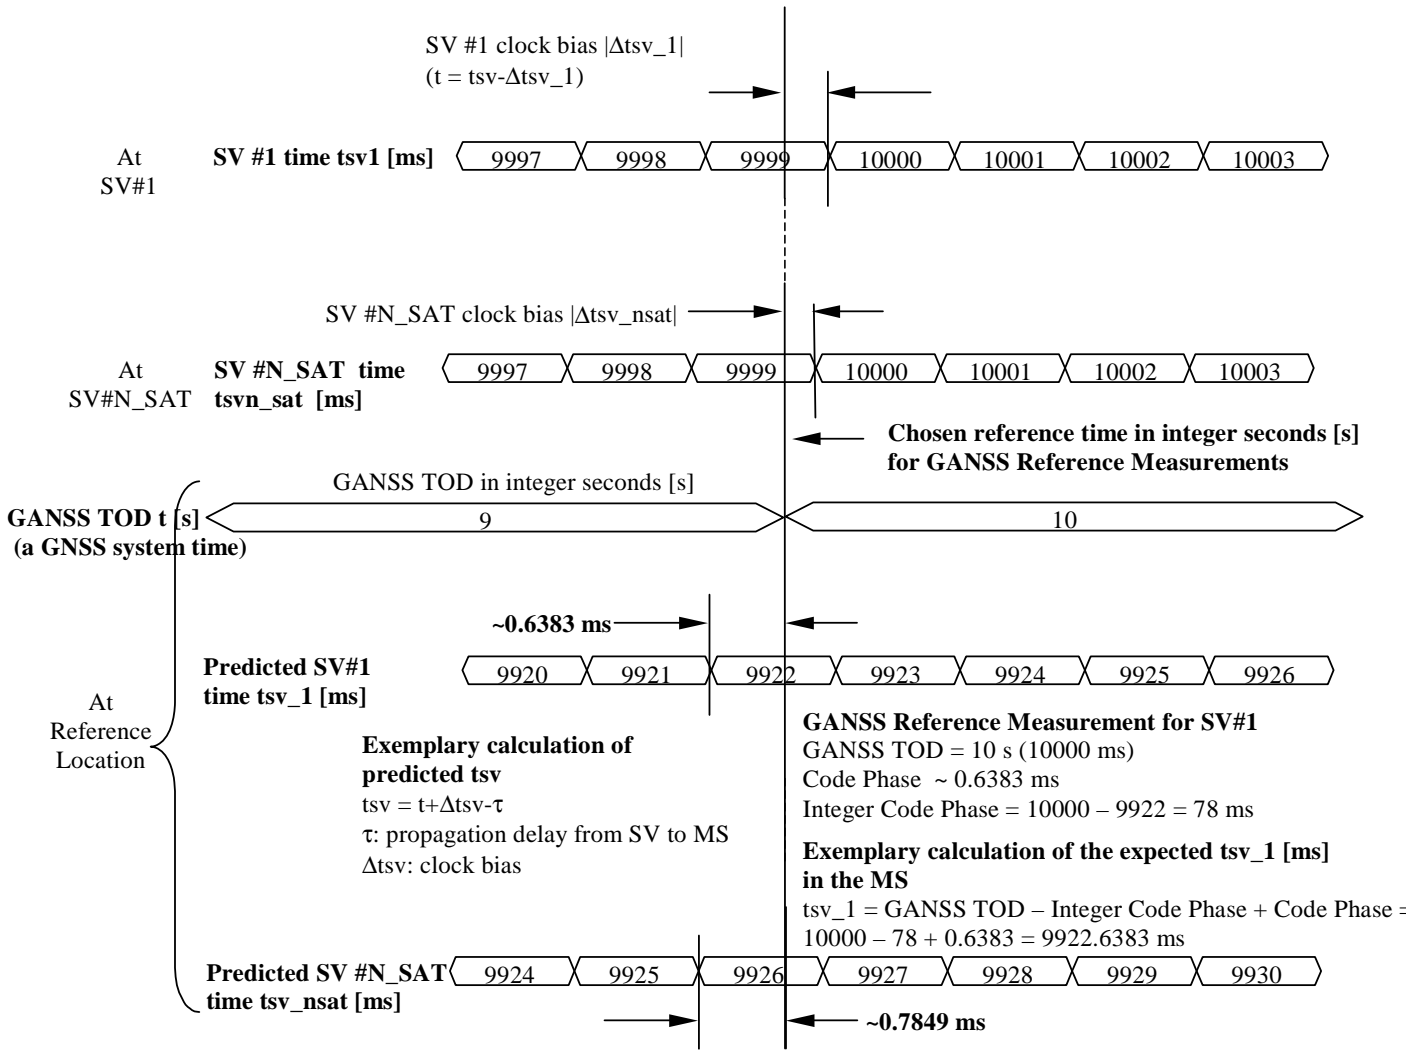 SV #1 clock bias |Δtsv_1|
(t = tsv-Δtsv_1)
At
SV#1
SV #1 time tsv1 [ms]
9997 9998 9999 10000 10001 10002 10003
SV #N_SAT clock bias |Δtsv_nsat|
At
SV#N_SAT
SV #N_SAT time
tsvn_sat [ms]
9997 9998 9999 10000 10001 10002 10003
Chosen reference time in integer seconds [s]
for GANSS Reference Measurements
GANSS TOD in integer seconds [s]
GANSS TOD t [s]
(a GNSS system time)
9 10
~0.6383 ms
Predicted SV#1
time tsv_1 [ms]
9920 9921 9922 9923 9924 9925 9926
At
Reference
Location
Exemplary calculation of
predicted tsv
tsv = t+Δtsv-τ
τ: propagation delay from SV to MS
Δtsv: clock bias
GANSS Reference Measurement for SV#1
GANSS TOD = 10 s (10000 ms)
Code Phase ~ 0.6383 ms
Integer Code Phase = 10000 – 9922 = 78 ms
Exemplary calculation of the expected tsv_1 [ms]
in the MS
tsv_1 = GANSS TOD – Integer Code Phase + Code Phase =
10000 – 78 + 0.6383 = 9922.6383 ms
Predicted SV #N_SAT
time tsv_nsat [ms]
9924 9925 9926 9927 9928 9929 9930
~0.7849 ms